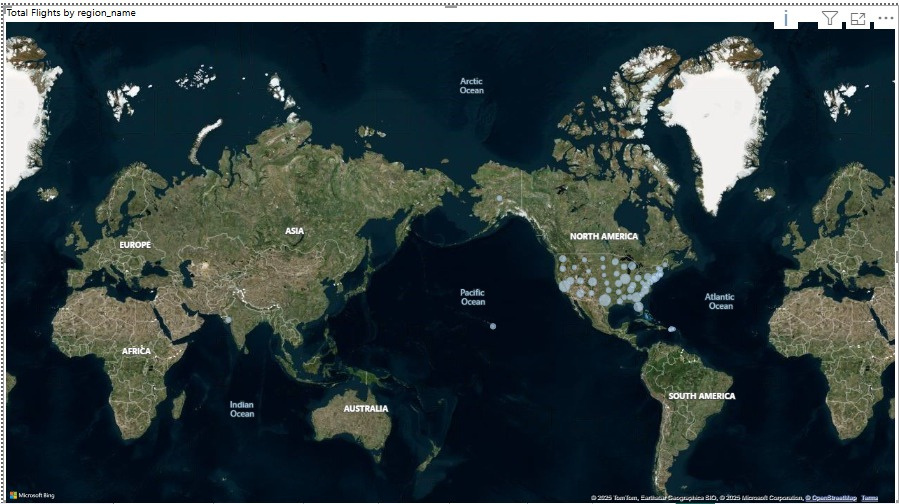 Total Flights by region_name
Arctic
Ocean
ASIA
EUROPE
NORTH AMERICA
Pacific
Ocean
Atlantic
Ocean
AFRICA
SOUTH AMERICA
Indian
Ocean
AUSTRALIA
Microsoft Bing
© 2025 TomTom, Earthstar Geographics SIO, © 2025 Microsoft Corporation, © OpenStreetMap Terms